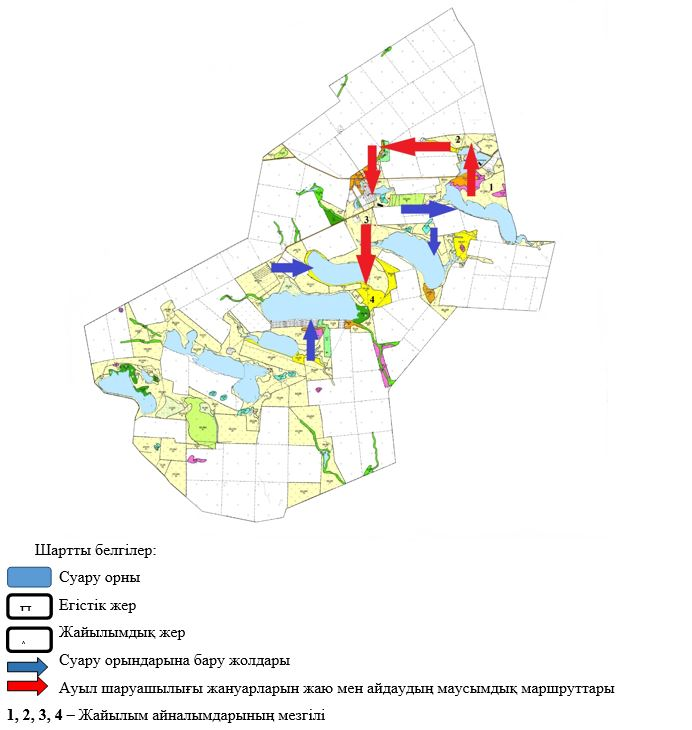 2
1
3
4
Шартты белгілер:
Суару орны
Егістік жер
Жайылымдық жер
Суару орындарына бару жолдары
Ауыл шаруашылығы жануарларын жаю мен айдаудың маусымдық маршруттары
1, 2, 3, 4 – Жайылым айналымдарының мезгілі